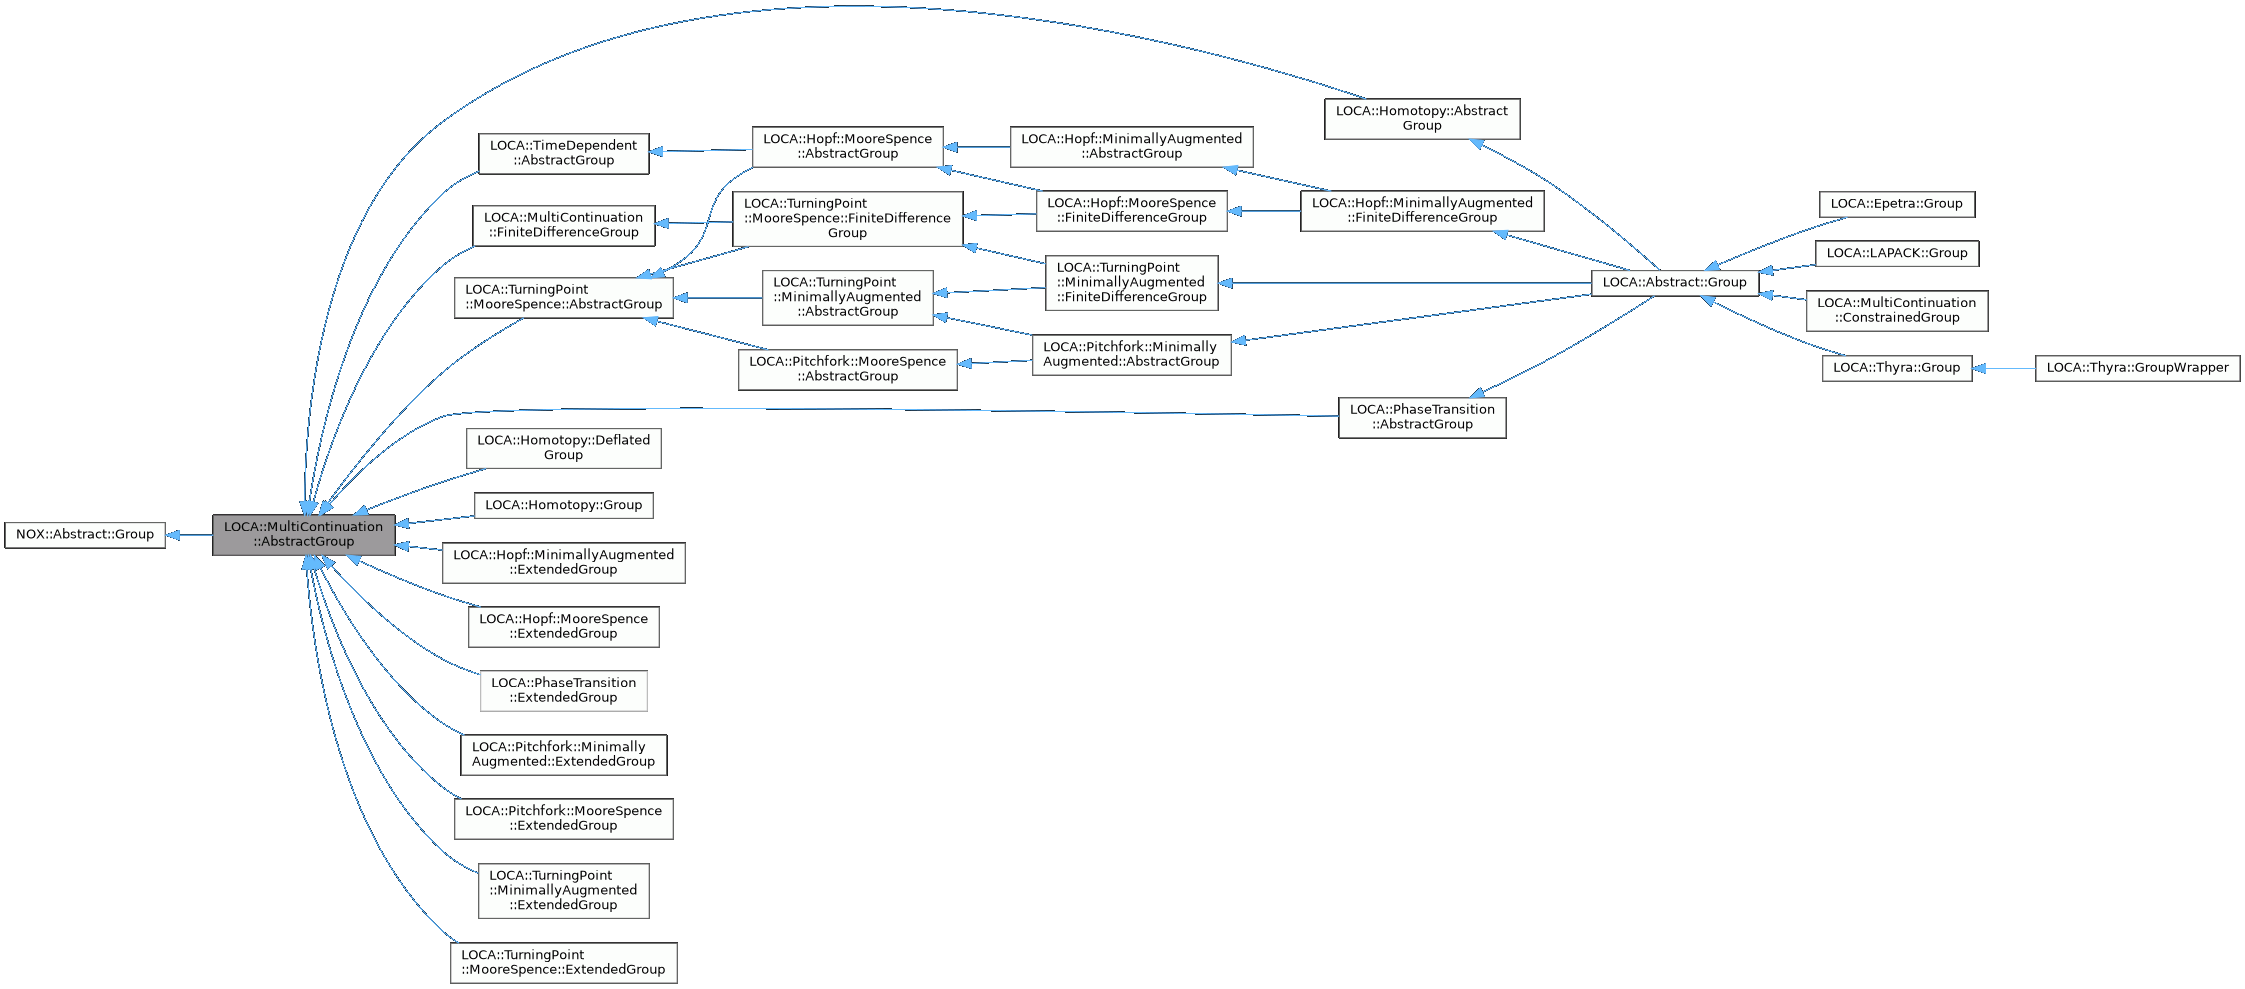 LOCA::Homotopy::Abstract
Group
LOCA::TimeDependent
::AbstractGroup
LOCA::Hopf::MooreSpence
::AbstractGroup
LOCA::Hopf::MinimallyAugmented
::AbstractGroup
LOCA::MultiContinuation
::FiniteDifferenceGroup
LOCA::TurningPoint
::MooreSpence::FiniteDifference
Group
LOCA::Hopf::MooreSpence
::FiniteDifferenceGroup
LOCA::Hopf::MinimallyAugmented
::FiniteDifferenceGroup
LOCA::Epetra::Group
LOCA::LAPACK::Group
LOCA::TurningPoint
::MooreSpence::AbstractGroup
LOCA::TurningPoint
::MinimallyAugmented
::AbstractGroup
LOCA::TurningPoint
::MinimallyAugmented
::FiniteDifferenceGroup
LOCA::Abstract::Group
LOCA::MultiContinuation
::ConstrainedGroup
LOCA::Pitchfork::MooreSpence
::AbstractGroup
LOCA::Pitchfork::Minimally
Augmented::AbstractGroup
LOCA::Thyra::Group
LOCA::Thyra::GroupWrapper
LOCA::PhaseTransition
::AbstractGroup
LOCA::Homotopy::Deflated
Group
LOCA::Homotopy::Group
NOX::Abstract::Group
LOCA::MultiContinuation
::AbstractGroup
LOCA::Hopf::MinimallyAugmented
::ExtendedGroup
LOCA::Hopf::MooreSpence
::ExtendedGroup
LOCA::PhaseTransition
::ExtendedGroup
LOCA::Pitchfork::Minimally
Augmented::ExtendedGroup
LOCA::Pitchfork::MooreSpence
::ExtendedGroup
LOCA::TurningPoint
::MinimallyAugmented
::ExtendedGroup
LOCA::TurningPoint
::MooreSpence::ExtendedGroup